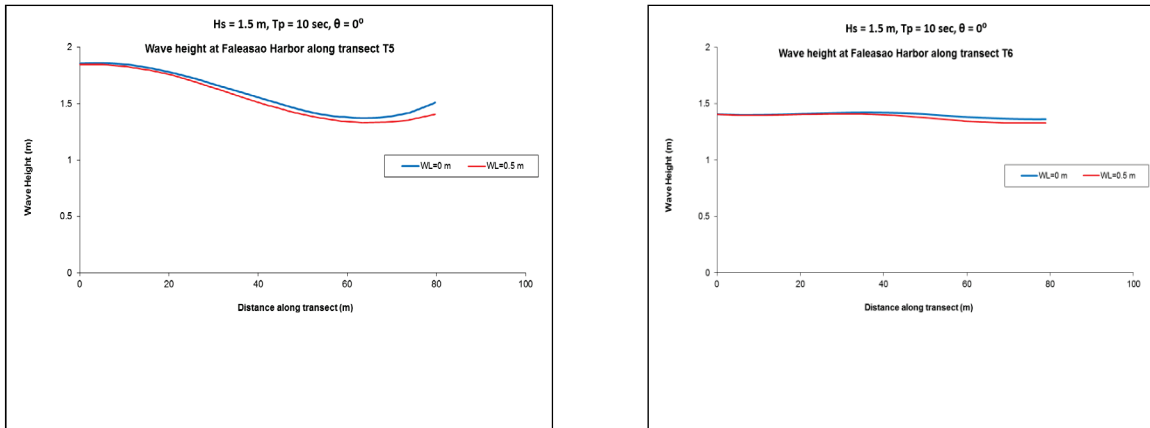 Hs = 1.5 m, Tp = 10 sec, θ = 0⁰
Wave height at Faleasao Harbor along transect T5
2
1.5
1
0.5
0
Wave Height (m)
WL=0 m WL=0.5 m
0 20 40 60 80 100
Distance along transect (m)
Hs = 1.5 m, Tp = 10 sec, θ = 0⁰
Wave height at Faleasao Harbor along transect T6
2
1.5
1
0.5
0
Wave Height (m)
WL=0 m WL=0.5 m
0 20 40 60 80 100
Distance along transect (m)